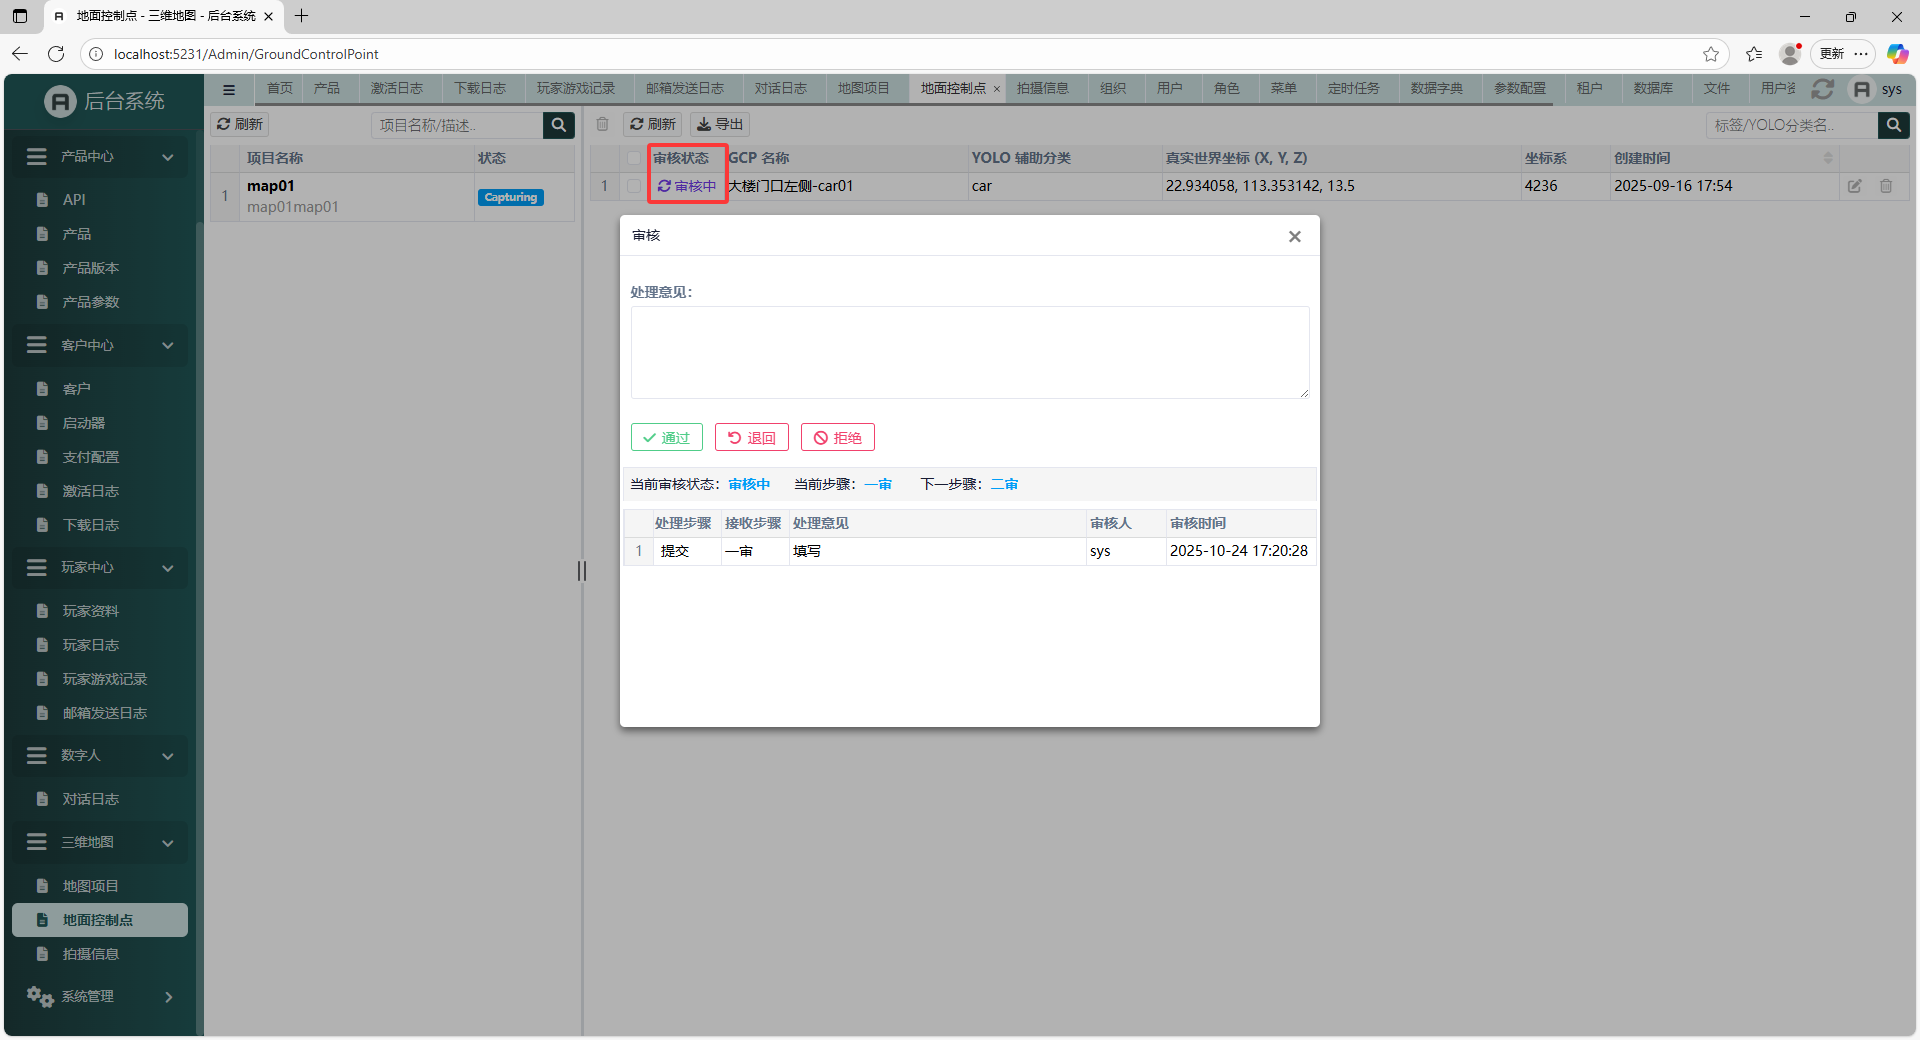 地面控制点 - 三维地图 - 后台系统
localhost:5231/Admin/GroundControlPoint
更新
后台系统
首页 产品 激活日志 下载日志 玩家游戏记录 邮箱发送日志 对话日志 地图项目 地面控制点 拍摄信息 组织 用户 角色 菜单 定时任务 数据字典 参数配置 租户 数据库 文件 sys
产品中心
API
产品
产品版本
产品参数
客户中心
客户
启动器
支付配置
激活日志
下载日志
玩家中心
玩家资料
玩家日志
玩家游戏记录
邮箱发送日志
数字人
对话日志
三维地图
地图项目
地面控制点
拍摄信息
系统管理
刷新 项目名称/描述..
项目名称 状态
1 map01 Capturing
map01map01
刷新 导出 标签/YOLO分类名..
审核状态 GCP 名称 YOLO 辅助分类 真实世界坐标 (X, Y, Z) 坐标系 创建时间
1 审核中 大楼门口左侧-car01 car 22.934058, 113.353142, 13.5 4236 2025-09-16 17:54
审核
处理意见：
通过 退回 拒绝
当前审核状态：审核中 当前步骤：一审 下一步骤：二审
处理步骤 接收步骤 处理意见 审核人 审核时间
1 提交 一审 填写 sys 2025-10-24 17:20:28